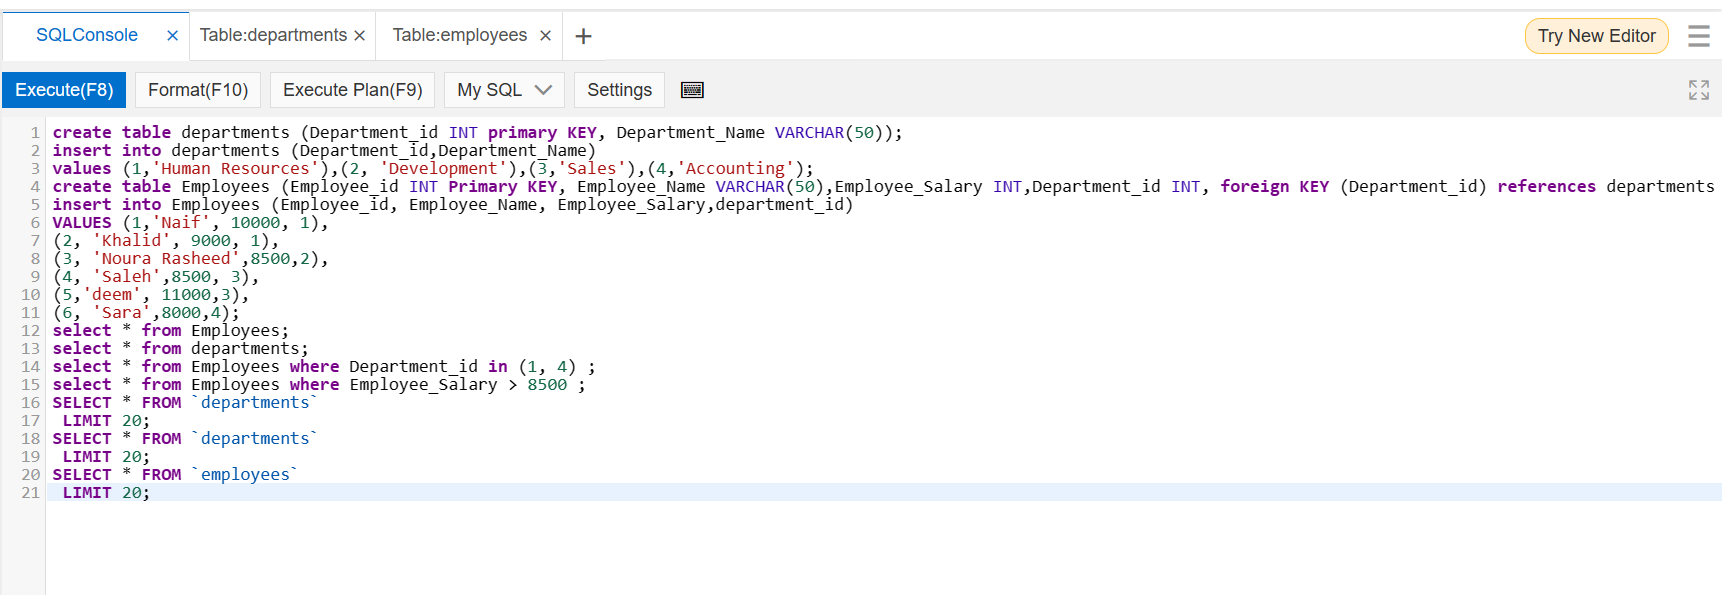 SQLConsole × Table:departments × Table:employees × + Try New Editor
Execute(F8) Format(F10) Execute Plan(F9) My SQL Settings
1 create table departments (Department_id INT primary KEY, Department_Name VARCHAR(50));
2 insert into departments (Department_id,Department_Name)
3 values (1,'Human Resources'),(2, 'Development'),(3,'Sales'),(4,'Accounting');
4 create table Employees (Employee_id INT Primary KEY, Employee_Name VARCHAR(50),Employee_Salary INT,Department_id INT, foreign KEY (Department_id) references departments
5 insert into Employees (Employee_id, Employee_Name, Employee_Salary,department_id)
6 VALUES (1,'Naif', 10000, 1),
7 (2, 'Khalid', 9000, 1),
8 (3, 'Noura Rasheed',8500,2),
9 (4, 'Saleh',8500, 3),
10 (5,'deem', 11000,3),
11 (6, 'Sara',8000,4);
12 select * from Employees;
13 select * from departments;
14 select * from Employees where Department_id in (1, 4) ;
15 select * from Employees where Employee_Salary > 8500 ;
16 SELECT * FROM `departments`
17 LIMIT 20;
18 SELECT * FROM `departments`
19 LIMIT 20;
20 SELECT * FROM `employees`
21 LIMIT 20;